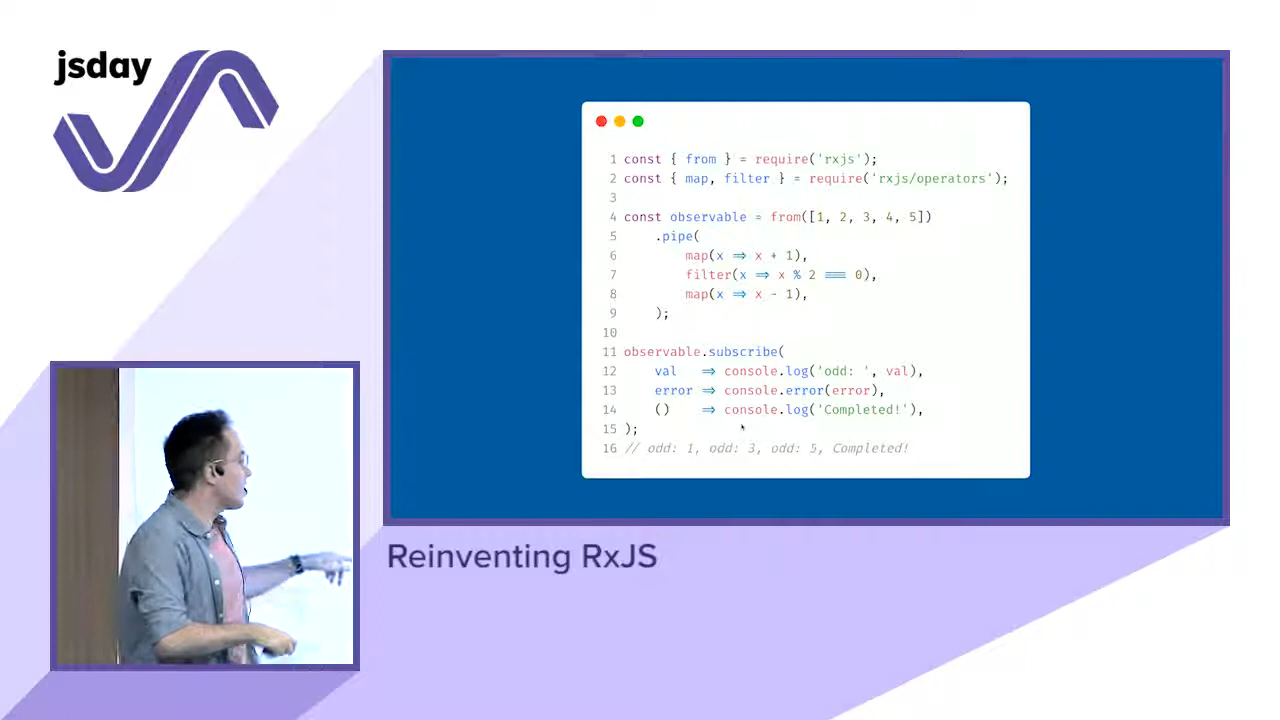 jsday
1 const { from } = require('rxjs');
2 const { map, filter } = require('rxjs/operators');
3
4 const observable = from([1, 2, 3, 4, 5])
5     .pipe(
6         map(x => x + 1),
7         filter(x => x % 2 === 0),
8         map(x => x - 1),
9     );
10
11 observable.subscribe(
12     val   => console.log('odd: ', val),
13     error => console.error(error),
14     ()    => console.log('Completed!'),
15 );
16 // odd: 1, odd: 3, odd: 5, Completed!
Reinventing RxJS